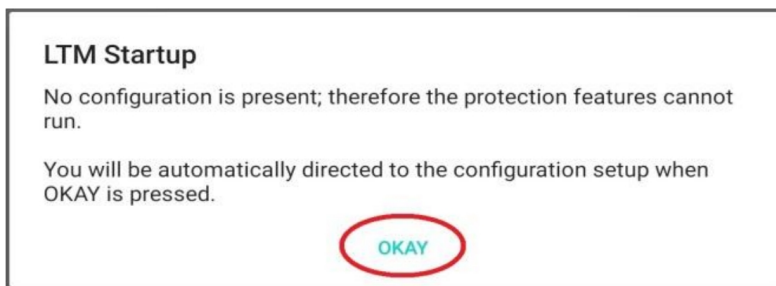 LTM Startup
No configuration is present; therefore the protection features cannot
run.
You will be automatically directed to the configuration setup when
OKAY is pressed.
OKAY